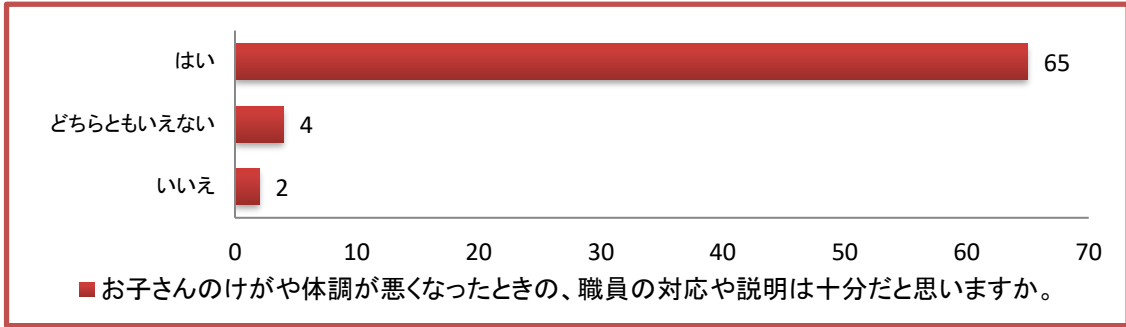 はい 65
どちらともいえない 4
いいえ 2
0 10 20 30 40 50 60 70
お子さんのけがや体調が悪くなったときの、職員の対応や説明は十分だと思いますか。